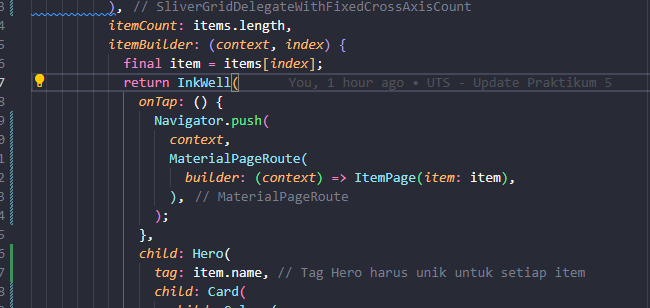 3 ), // SliverGridDelegateWithFixedCrossAxisCount
4 itemCount: items.length,
5 itemBuilder: (context, index) {
6 final item = items[index];
7 return InkWell( You, 1 hour ago • UTS - Update Praktikum 5
8 onTap: () {
9 Navigator.push(
0 context,
1 MaterialPageRoute(
2 builder: (context) => ItemPage(item: item),
3 ), // MaterialPageRoute
4 );
5 },
6 child: Hero(
7 tag: item.name, // Tag Hero harus unik untuk setiap item
8 child: Card(